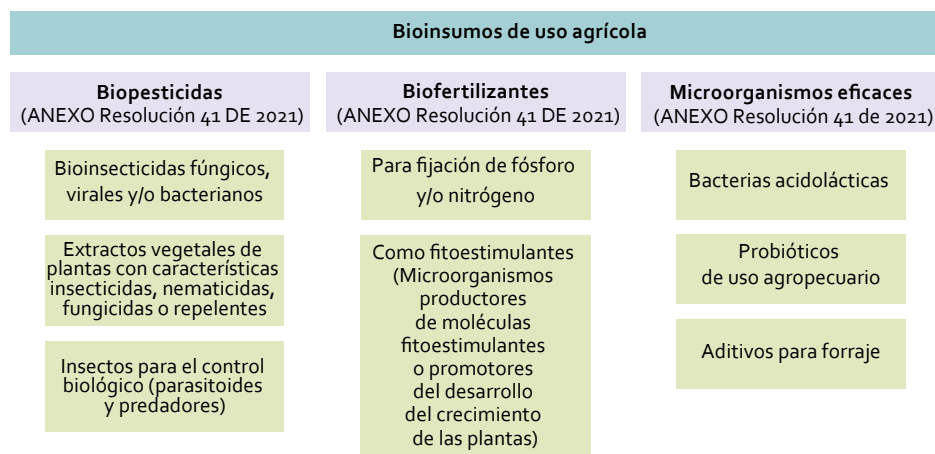 Bioinsumos de uso agrícola
Biopesticidas
(ANEXO Resolución 41 DE 2021)
Bioinsecticidas fúngicos,
virales y/o bacterianos
Extractos vegetales de
plantas con características
insecticidas, nematicidas,
fungicidas o repelentes
Insectos para el control
biológico (parasitoides
y predadores)
Biofertilizantes
(ANEXO Resolución 41 DE 2021)
Para fijación de fósforo
y/o nitrógeno
Como fitoestimulantes
(Microorganismos
productores
de moléculas
fitoestimulantes
o promotores
del desarrollo
del crecimiento
de las plantas)
Microorganismos eficaces
(ANEXO Resolución 41 de 2021)
Bacterias acidolácticas
Probióticos
de uso agropecuario
Aditivos para forraje